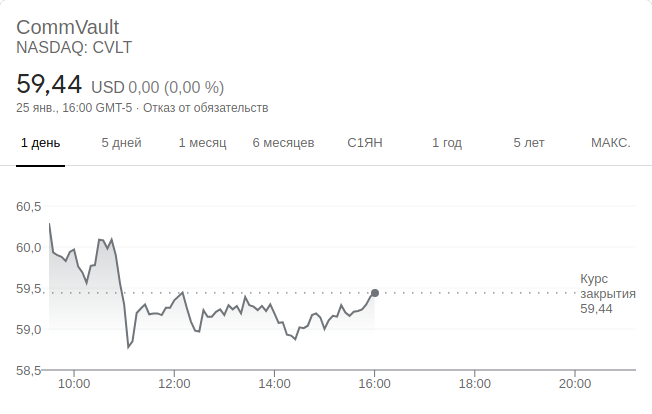 CommVault
NASDAQ: CVLT
59,44 USD 0,00 (0,00 %)
25 янв., 16:00 GMT-5 · Отказ от обязательств
1 день 5 дней 1 месяц 6 месяцев С1ЯН 1 год 5 лет МАКС.
60,5
60,0
59,5
59,0
58,5
Курс
закрытия
59,44
10:00 12:00 14:00 16:00 18:00 20:00